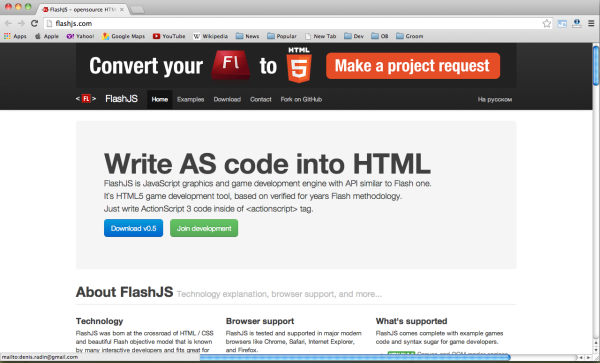 FlashJS - opensource HTM
flashjs.com
Apps Apple Yahoo! Google Maps YouTube Wikipedia News Popular New Tab Dev OB Groom
Convert your Fl to HTML 5 Make a project request
< FL > FlashJS Home Examples Download Contact Fork on GitHub На русском
Write AS code into HTML
FlashJS is JavaScript graphics and game development engine with API similar to Flash one.
It's HTML5 game development tool, based on verified for years Flash methodology.
Just write ActionScript 3 code inside of <actionscript> tag.
Download v0.5 Join development
About FlashJS Technology explanation, browser support, and more...
Technology
FlashJS was born at the crossroad of HTML / CSS
and beautiful Flash objective model that is known
by many interactive developers and fits great for
Browser support
FlashJS is tested and supported in major modern
browsers like Chrome, Safari, Internet Explorer,
and Firefox.
What's supported
FlashJS comes complete with example games
code and syntax sugar for game developers.
mailto:denis.radin@gmail.com